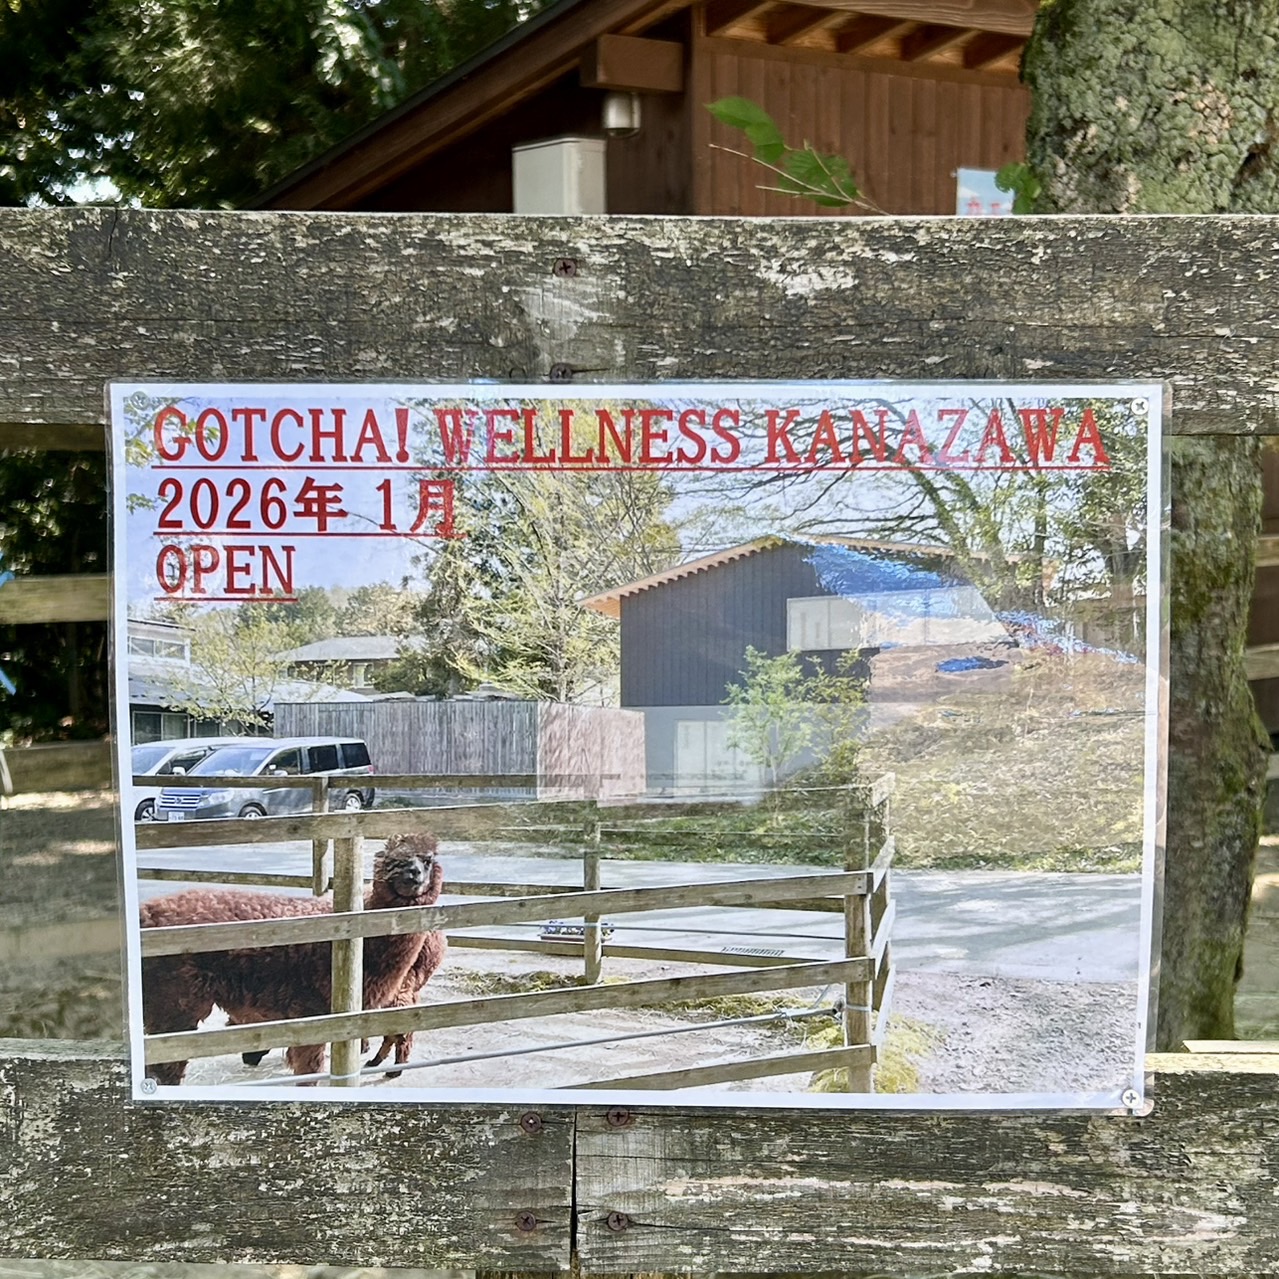 GOTCHA! WELLNESS KANAZAWA
2026年 1月
OPEN